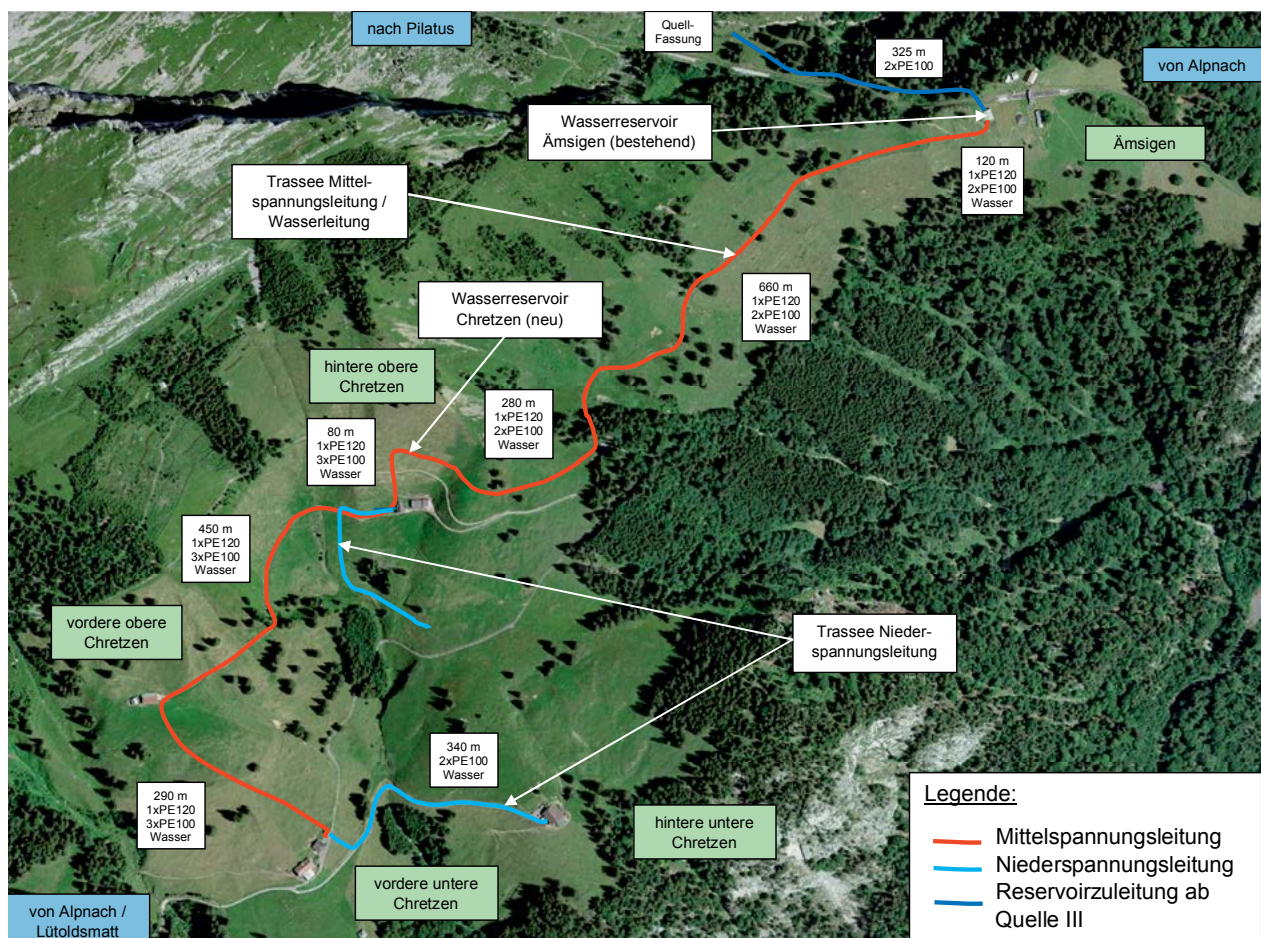 nach Pilatus
Quell-
Fassung
325 m
2xPE100
von Alpnach
Wasserreservoir
Ämsigen (bestehend)
Ämsigen
120 m
1xPE120
2xPE100
Wasser
Trassee Mittel-
spannungsleitung /
Wasserleitung
660 m
1xPE120
2xPE100
Wasser
Wasserreservoir
Chretzen (neu)
hintere obere
Chretzen
280 m
1xPE120
2xPE100
Wasser
80 m
1xPE120
3xPE100
Wasser
450 m
1xPE120
3xPE100
Wasser
vordere obere
Chretzen
Trassee Nieder-
spannungsleitung
340 m
2xPE100
Wasser
290 m
1xPE120
3xPE100
Wasser
hintere untere
Chretzen
vordere untere
Chretzen
von Alpnach /
Lütoldsmatt
Legende:
Mittelspannungsleitung
Niederspannungsleitung
Reservoirzuleitung ab
Quelle III